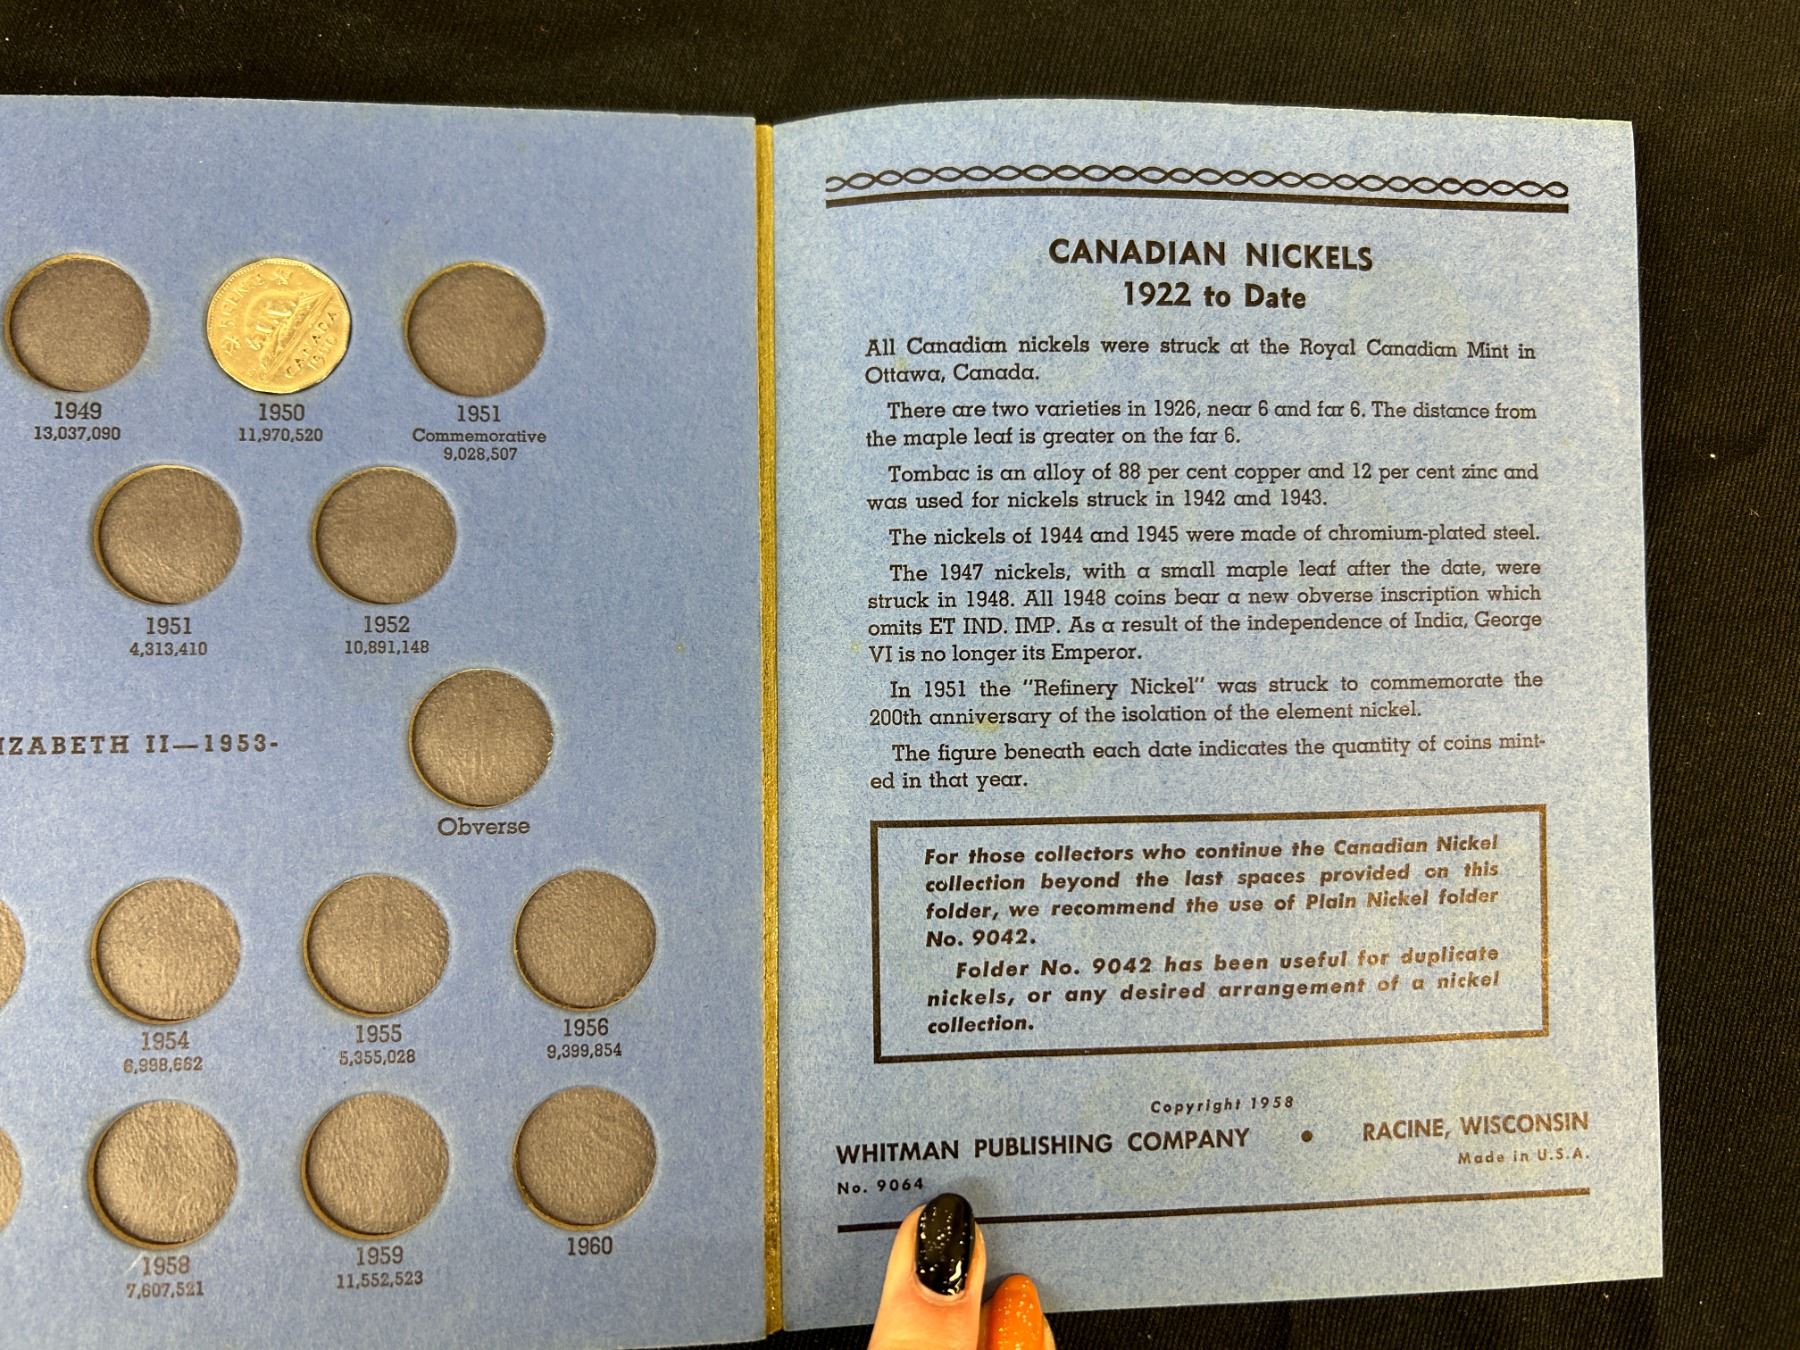 1949
13,037,090
1950
11,970,520
1951
Commemorative
9,028,507
CANADA
1951
4,313,410
1952
10,891,148
IZABETH II—1953-
Obverse
1954
6,998,662
1955
5,355,028
1956
9,399,854
1958
7,607,521
1959
11,552,523
1960
CANADIAN NICKELS
1922 to Date
All Canadian nickels were struck at the Royal Canadian Mint in
Ottawa, Canada.
There are two varieties in 1926, near 6 and far 6. The distance from
the maple leaf is greater on the far 6.
Tombac is an alloy of 88 per cent copper and 12 per cent zinc and
was used for nickels struck in 1942 and 1943.
The nickels of 1944 and 1945 were made of chromium-plated steel.
The 1947 nickels, with a small maple leaf after the date, were
struck in 1948. All 1948 coins bear a new obverse inscription which
omits ET IND. IMP. As a result of the independence of India, George
VI is no longer its Emperor.
In 1951 the "Refinery Nickel" was struck to commemorate the
200th anniversary of the isolation of the element nickel.
The figure beneath each date indicates the quantity of coins mint-
ed in that year.
For those collectors who continue the Canadian Nickel
collection beyond the last spaces provided on this
folder, we recommend the use of Plain Nickel folder
No. 9042.
Folder No. 9042 has been useful for duplicate
nickels, or any desired arrangement of a nickel
collection.
Copyright 1958
WHITMAN PUBLISHING COMPANY • RACINE, WISCONSIN
Made in U.S.A.
No. 9064